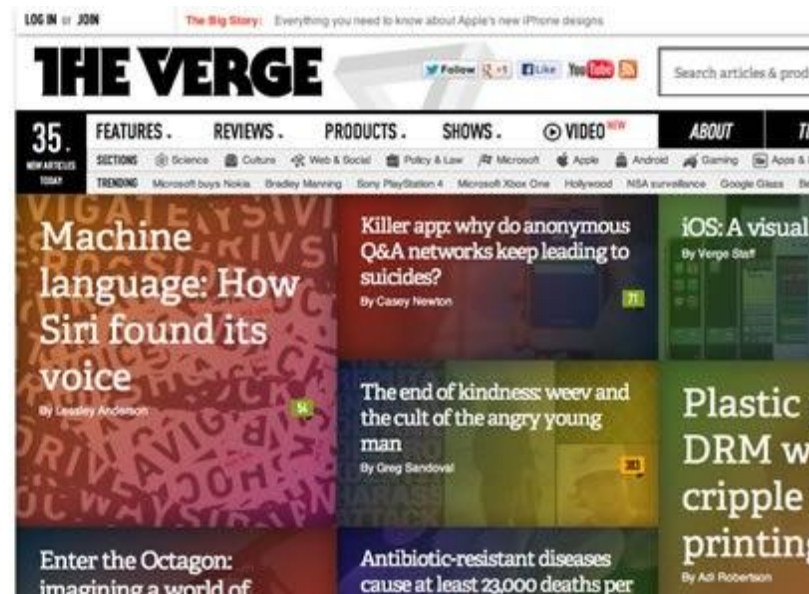 LOG IN or JOIN
The Big Story: Everything you need to know about Apple's new iPhone designs
THE VERGE
Follow +1 Like YouTube
Search articles & prod
35.
NEW ARTICLES
TODAY
FEATURES. REVIEWS. PRODUCTS. SHOWS. VIDEO NEW ABOUT
SECTIONS Science Culture Web & Social Policy & Law Microsoft Apple Android Gaming Apps &
TRENDING Microsoft buys Nokia Bradley Manning Sony PlayStation 4 Microsoft Xbox One Hollywood NSA surveillance Google Glass
Machine
language: How
Siri found its
voice
By Lessley Anderson
54
Killer app: why do anonymous
Q&A networks keep leading to
suicides?
By Casey Newton
71
iOS: A visual
By Verge Staff
The end of kindness: weev and
the cult of the angry young
man
By Greg Sandoval
383
Plastic
DRM w
cripple
printing
By Adi Robertson
Enter the Octagon:
imagining a world of
Antibiotic-resistant diseases
cause at least 23,000 deaths per